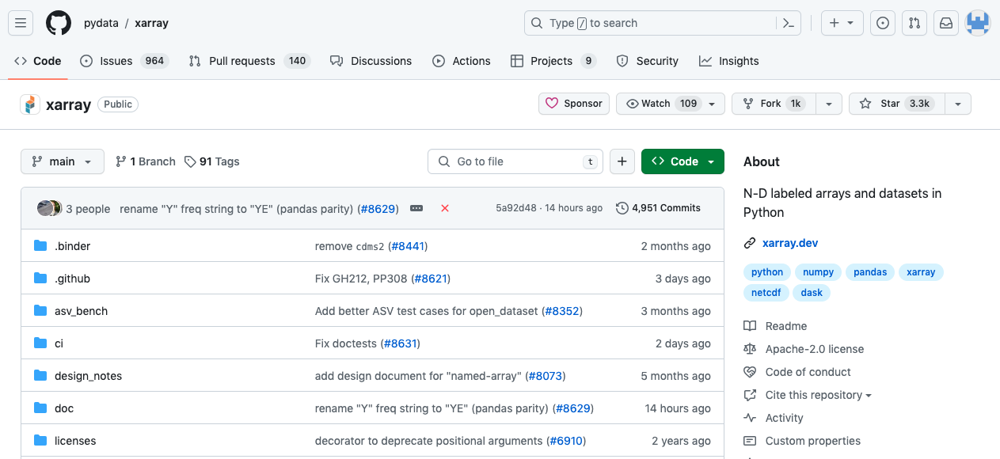 pydata / xarray
Type / to search
Code Issues 964 Pull requests 140 Discussions Actions Projects 9 Security Insights
xarray Public
Sponsor Watch 109 Fork 1k Star 3.3k
main 1 Branch 91 Tags Go to file t + Code
3 people rename "Y" freq string to "YE" (pandas parity) (#8629) 5a92d48 · 14 hours ago 4,951 Commits
.binder remove cdms2 (#8441) 2 months ago
.github Fix GH212, PP308 (#8621) 3 days ago
asv_bench Add better ASV test cases for open_dataset (#8352) 3 months ago
ci Fix doctests (#8631) 2 days ago
design_notes add design document for "named-array" (#8073) 5 months ago
doc rename "Y" freq string to "YE" (pandas parity) (#8629) 14 hours ago
licenses decorator to deprecate positional arguments (#6910) 2 years ago
About
N-D labeled arrays and datasets in
Python
xarray.dev
python numpy pandas xarray
netcdf dask
Readme
Apache-2.0 license
Code of conduct
Cite this repository
Activity
Custom properties